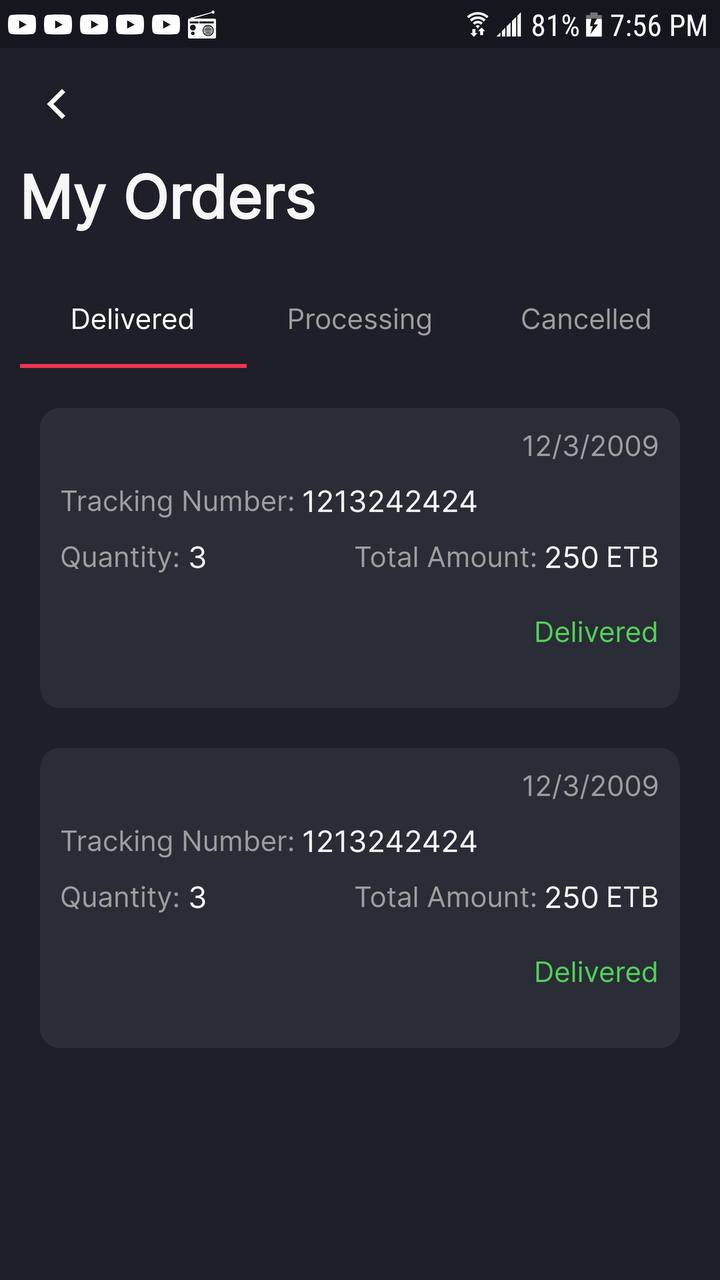 81% 7:56 PM
My Orders
Delivered Processing Cancelled
12/3/2009
Tracking Number: 1213242424
Quantity: 3 Total Amount: 250 ETB
Delivered
12/3/2009
Tracking Number: 1213242424
Quantity: 3 Total Amount: 250 ETB
Delivered